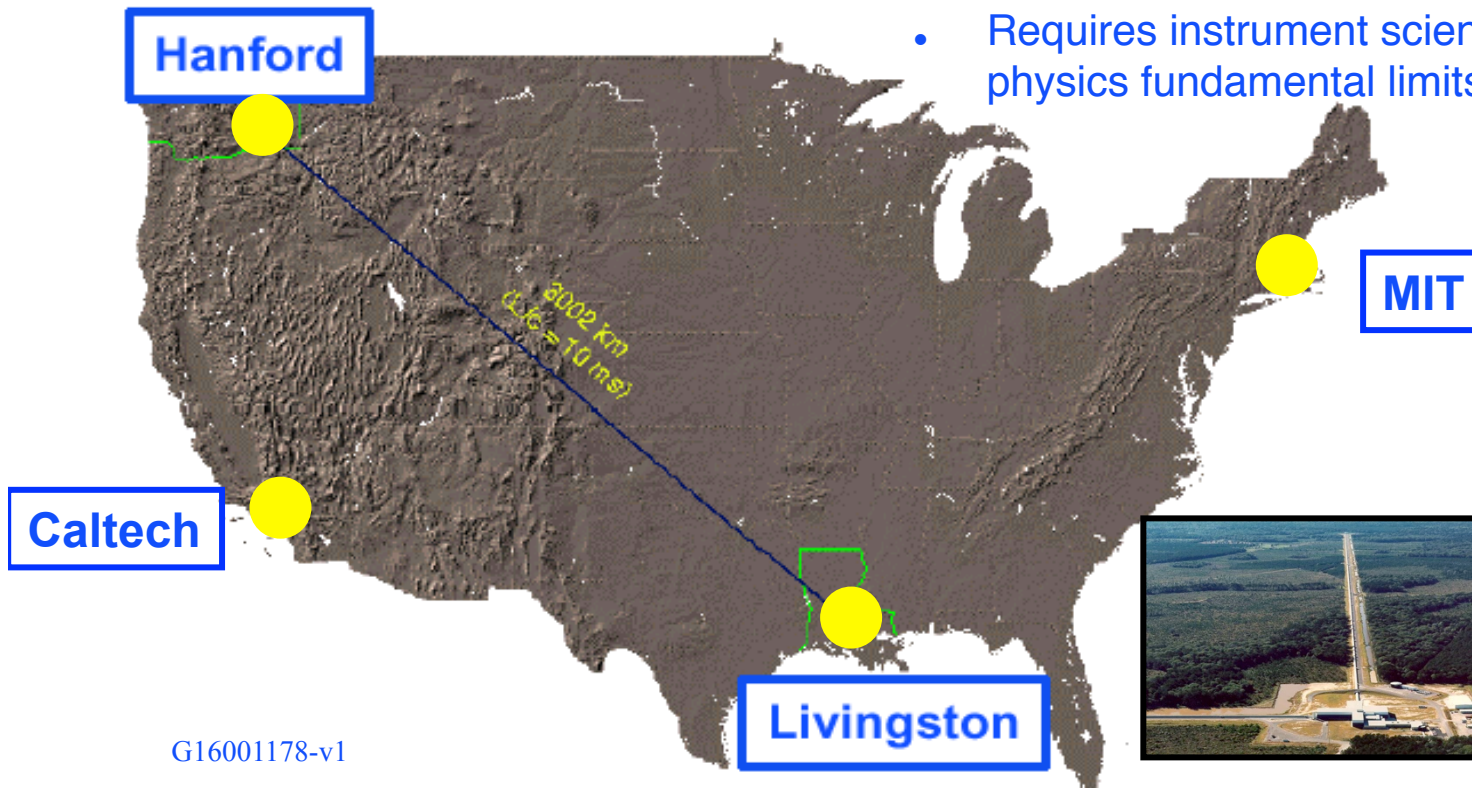 Hanford
• Requires instrument scien
physics fundamental limits
3002 km
(L/c = 10 ms)
MIT
Caltech
Livingston
G16001178-v1